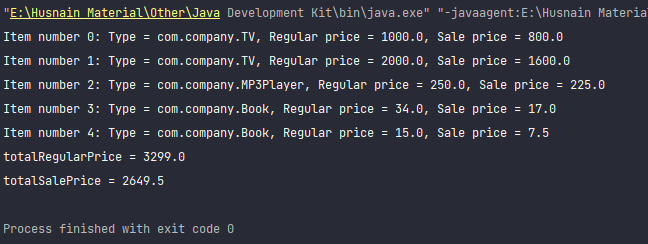 "E:\Husnain Material\Other\Java Development Kit\bin\java.exe" "-javaagent:E:\Husnain
Item number 0: Type = com.company.TV, Regular price = 1000.0, Sale price = 800.0
Item number 1: Type = com.company.TV, Regular price = 2000.0, Sale price = 1600.0
Item number 2: Type = com.company.MP3Player, Regular price = 250.0, Sale price = 225.0
Item number 3: Type = com.company.Book, Regular price = 34.0, Sale price = 17.0
Item number 4: Type = com.company.Book, Regular price = 15.0, Sale price = 7.5
totalRegularPrice = 3299.0
totalSalePrice = 2649.5
Process finished with exit code 0